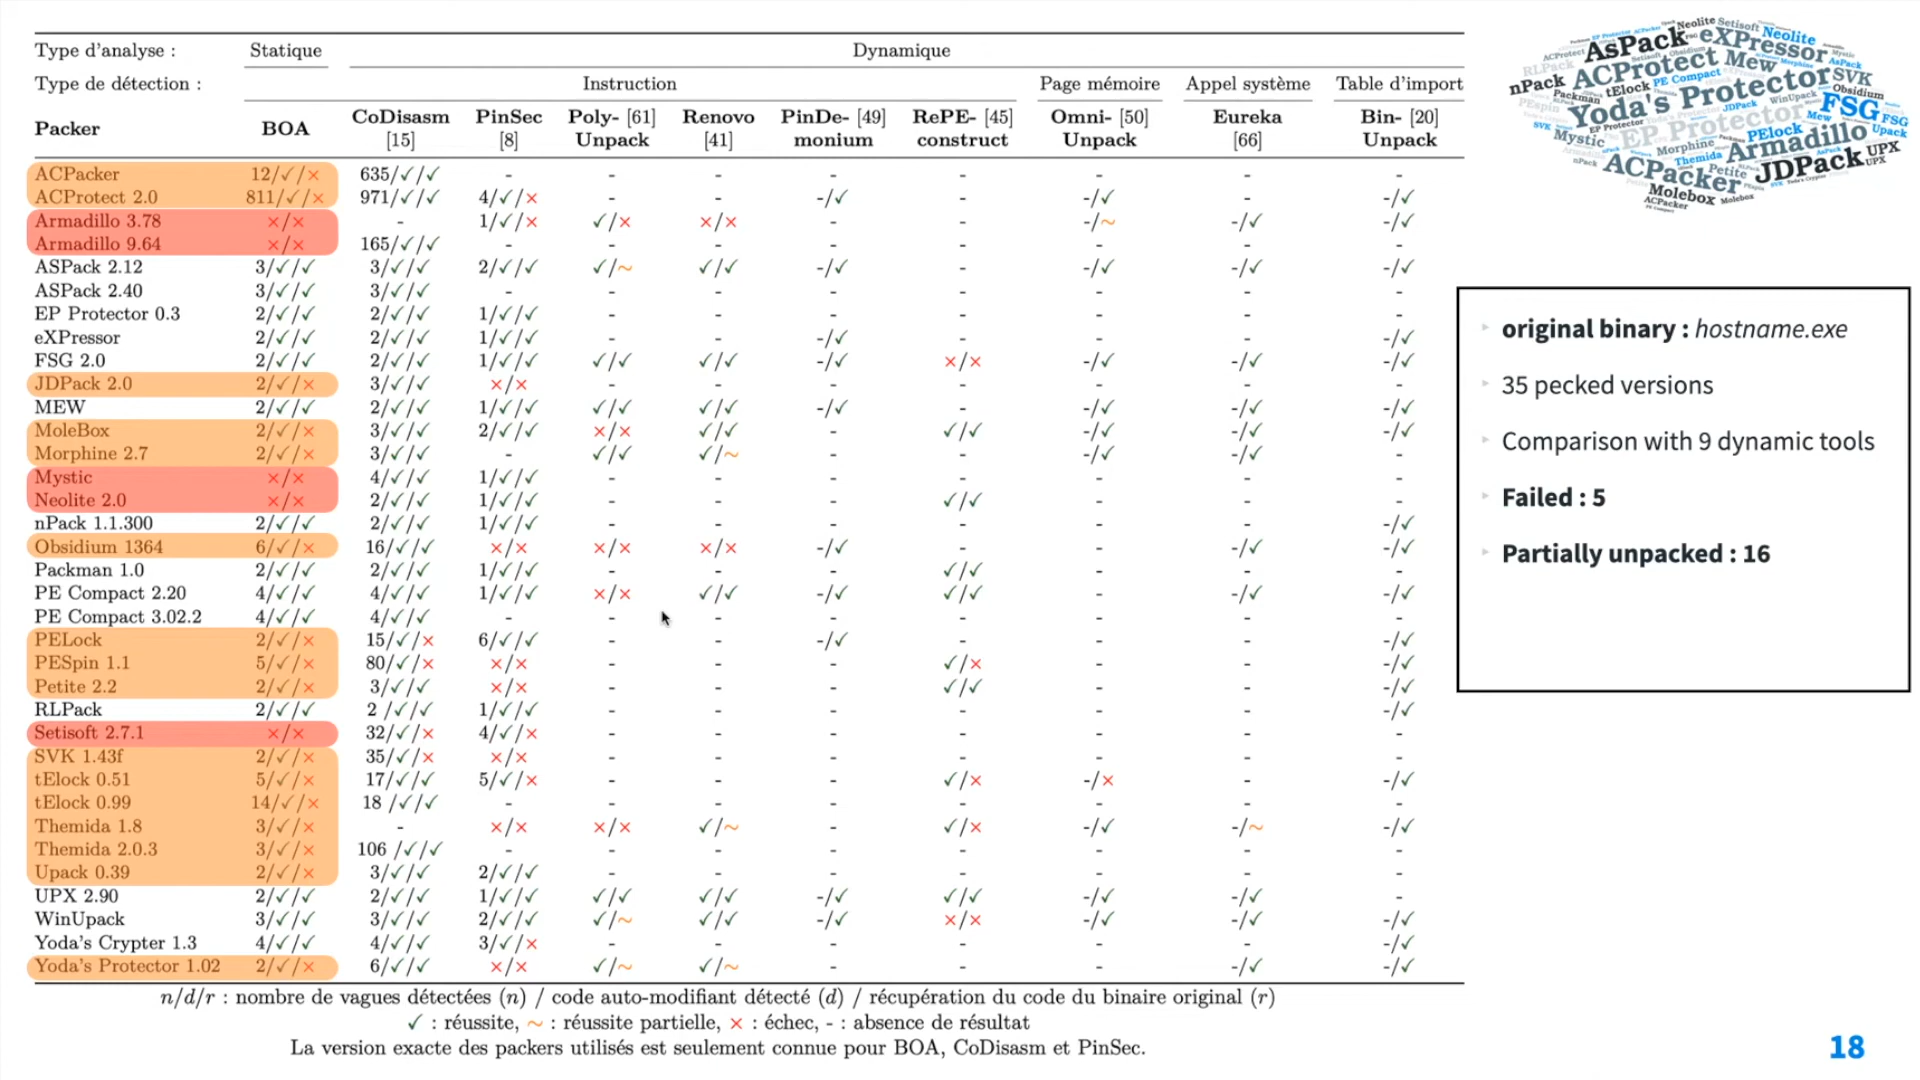 Type d'analyse : Statique Dynamique
Type de détection : Instruction Page mémoire Appel système Table d'import
Packer BOA CoDisasm [15] PinSec [8] Poly- [61] Unpack Renovo [41] PinDe- [49] monium RePE- [45] construct Omni- [50] Unpack Eureka [66] Bin- [20] Unpack
ACPacker 12/✓/× 635/✓/✓ - - - - - - - -
ACProtect 2.0 811/✓/× 971/✓/✓ 4/✓/× - - -/✓ - -/✓ - -/✓
Armadillo 3.78 ×/× - 1/✓/× ✓/× ×/× - - -/~ -/✓ -/✓
Armadillo 9.64 ×/× 165/✓/✓ - - - - - - - -
ASPack 2.12 3/✓/✓ 3/✓/✓ 2/✓/✓ ✓/~ ✓/✓ -/✓ - -/✓ -/✓ -/✓
ASPack 2.40 3/✓/✓ 3/✓/✓ - - - - - - - -
EP Protector 0.3 2/✓/✓ 2/✓/✓ 1/✓/✓ - - - - - - -
eXPressor 2/✓/✓ 2/✓/✓ 1/✓/✓ - - -/✓ - - - -/✓
FSG 2.0 2/✓/✓ 2/✓/✓ 1/✓/✓ ✓/✓ ✓/✓ -/✓ ×/× -/✓ -/✓ -/✓
JDPack 2.0 2/✓/× 3/✓/✓ ×/× - - - - - - -
MEW 2/✓/✓ 2/✓/✓ 1/✓/✓ ✓/✓ ✓/✓ -/✓ - -/✓ -/✓ -/✓
MoleBox 2/✓/× 3/✓/✓ 2/✓/✓ ×/× ✓/✓ - ✓/✓ -/✓ -/✓ -/✓
Morphine 2.7 2/✓/× 3/✓/✓ - ✓/✓ ✓/~ - - -/✓ -/✓ -
Mystic ×/× 4/✓/✓ 1/✓/✓ - - - - - - -
Neolite 2.0 ×/× 2/✓/✓ 1/✓/✓ - - - ✓/✓ - - -
nPack 1.1.300 2/✓/✓ 2/✓/✓ 1/✓/✓ - - - - - - -/✓
Obsidium 1364 6/✓/× 16/✓/✓ ×/× ×/× ×/× -/✓ - - -/✓ -/✓
Packman 1.0 2/✓/✓ 2/✓/✓ 1/✓/✓ - - - ✓/✓ - - -
PE Compact 2.20 4/✓/✓ 4/✓/✓ 1/✓/✓ ×/× ✓/✓ -/✓ ✓/✓ - -/✓ -/✓
PE Compact 3.02.2 4/✓/✓ 4/✓/✓ - - - - - - - -
PELock 2/✓/× 15/✓/× 6/✓/✓ - - -/✓ - - - -/✓
PESpin 1.1 5/✓/× 80/✓/× ×/× - - - ✓/× - - -/✓
Petite 2.2 2/✓/× 3/✓/✓ ×/× - - - ✓/✓ - - -/✓
RLPack 2/✓/✓ 2 /✓/✓ 1/✓/✓ - - - - - - -/✓
Setisoft 2.7.1 ×/× 32/✓/× 4/✓/× - - - - - - -
SVK 1.43f 2/✓/× 35/✓/× ×/× - - - - - - -
tElock 0.51 5/✓/× 17/✓/✓ 5/✓/× - - - ✓/× -/× - -/✓
tElock 0.99 14/✓/× 18 /✓/✓ - - - - - - - -
Themida 1.8 3/✓/× - ×/× ×/× ✓/~ - ✓/× -/✓ -/~ -/✓
Themida 2.0.3 3/✓/× 106 /✓/✓ - - - - - - - -
Upack 0.39 2/✓/× 3/✓/✓ 2/✓/✓ - - - - - - -
UPX 2.90 2/✓/✓ 2/✓/✓ 1/✓/✓ ✓/✓ ✓/✓ -/✓ ✓/✓ -/✓ -/✓ -
WinUpack 3/✓/✓ 3/✓/✓ 2/✓/✓ ✓/~ ✓/✓ -/✓ ×/× -/✓ -/✓ -/✓
Yoda's Crypter 1.3 4/✓/✓ 4/✓/✓ 3/✓/× - - - - - - -/✓
Yoda's Protector 1.02 2/✓/× 6/✓/✓ ×/× ✓/~ ✓/~ - - - -/✓ -/✓
n/d/r : nombre de vagues détectées (n) / code auto-modifiant détecté (d) / récupération du code du binaire original (r)
✓ : réussite, ~ : réussite partielle, × : échec, - : absence de résultat
La version exacte des packers utilisés est seulement connue pour BOA, CoDisasm et PinSec.
AsPack eXPressor Neolite Setisoft
RLPack ACProtect Mew SVK
nPack Packman tElock PE Compact Obsidium
PEspin Yoda's Protector WinUpack FSG
SVK EP Protector JDPack Mew Upack
Mystic Morphine PELock Armadillo
Themida Petite JDPack UPX
ACPacker Molebox
original binary : hostname.exe
35 pecked versions
Comparison with 9 dynamic tools
Failed : 5
Partially unpacked : 16
18